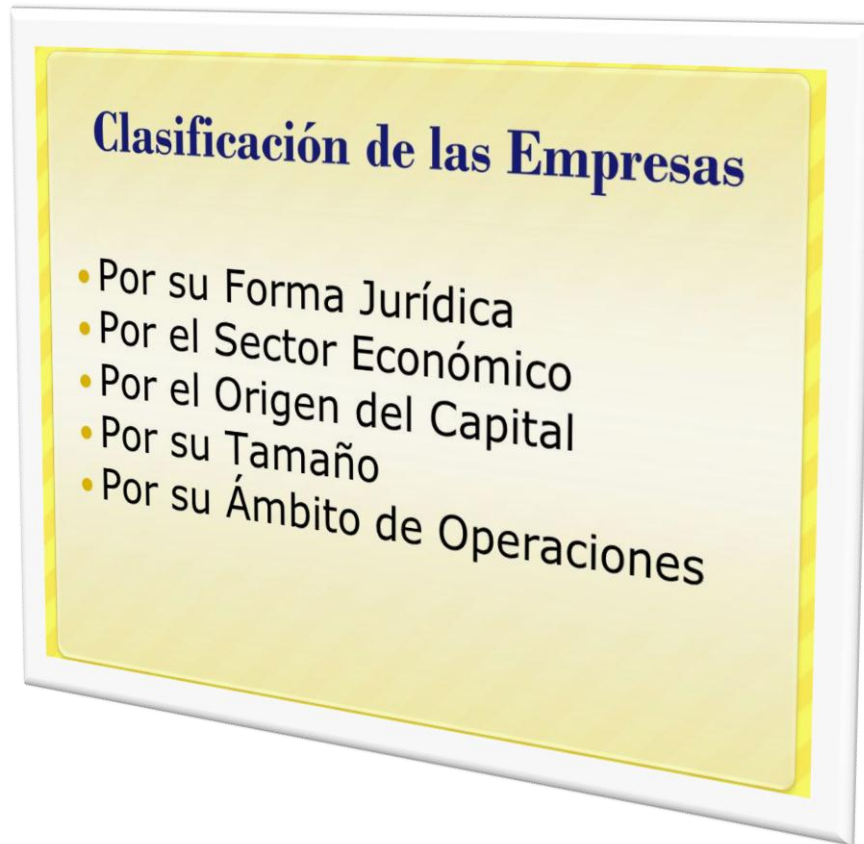 Clasificación de las Empresas
• Por su Forma Jurídica
• Por el Sector Económico
• Por el Origen del Capital
• Por su Tamaño
• Por su Ámbito de Operaciones